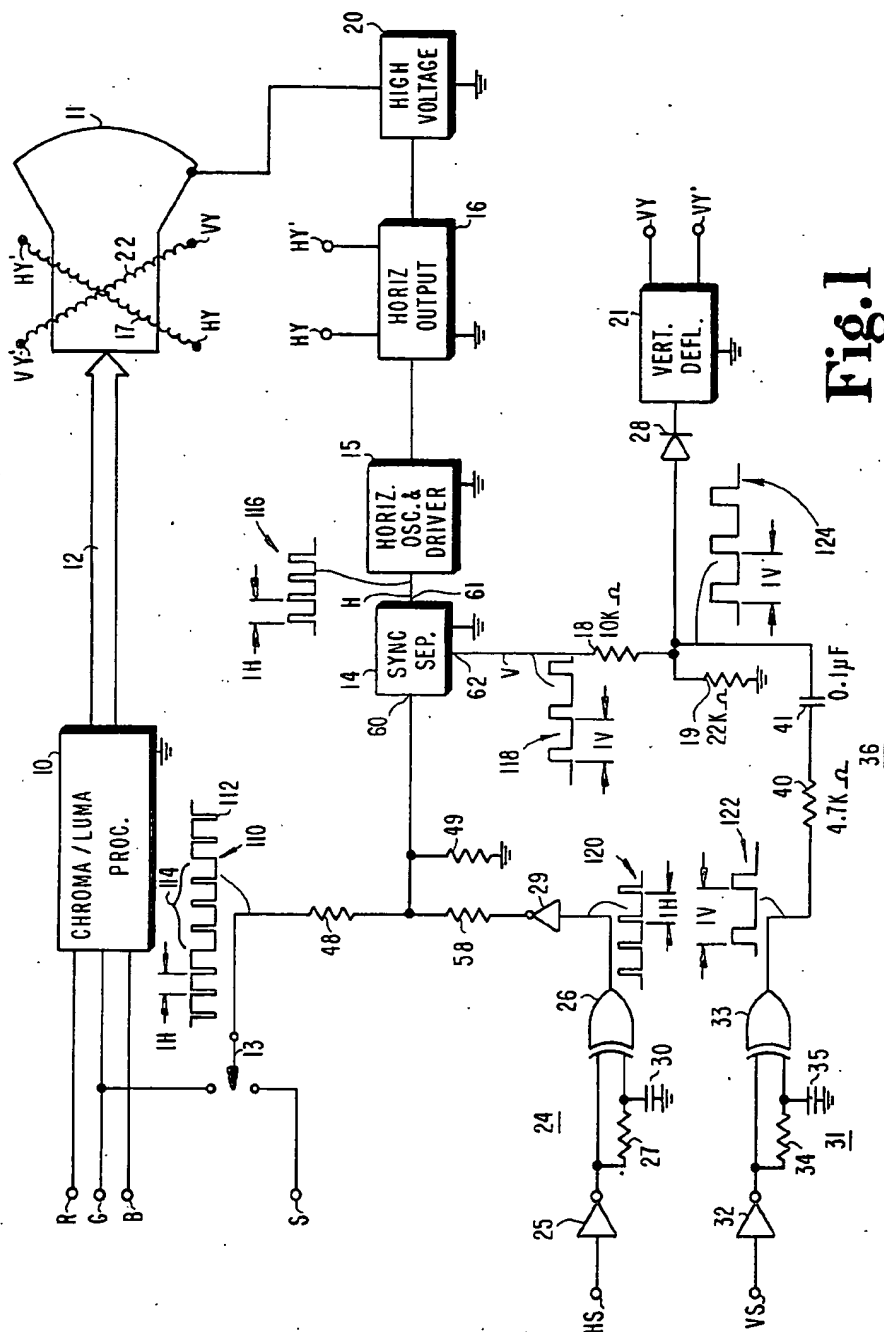 R
G
B
S
10
CHROMA/LUMA
PROC.
12
VY'
HY'
22
17
HY
VY
11
1H
114
110
112
13
48
49
58
29
60
14
SYNC
SEP.
H
61
62
1H
116
15
HORIZ.
OSC. &
DRIVER
HY
HY'
HORIZ
OUTPUT
16
20
HIGH
VOLTAGE
V
118
1V
18
10KΩ
19
22KΩ
28
21
VERT.
DEFL.
VY
VY'
124
1V
41
0.1µF
40
4.7KΩ
36
HS
25
24
27
30
26
120
1H
VS
32
31
34
35
33
122
1V
Fig.1